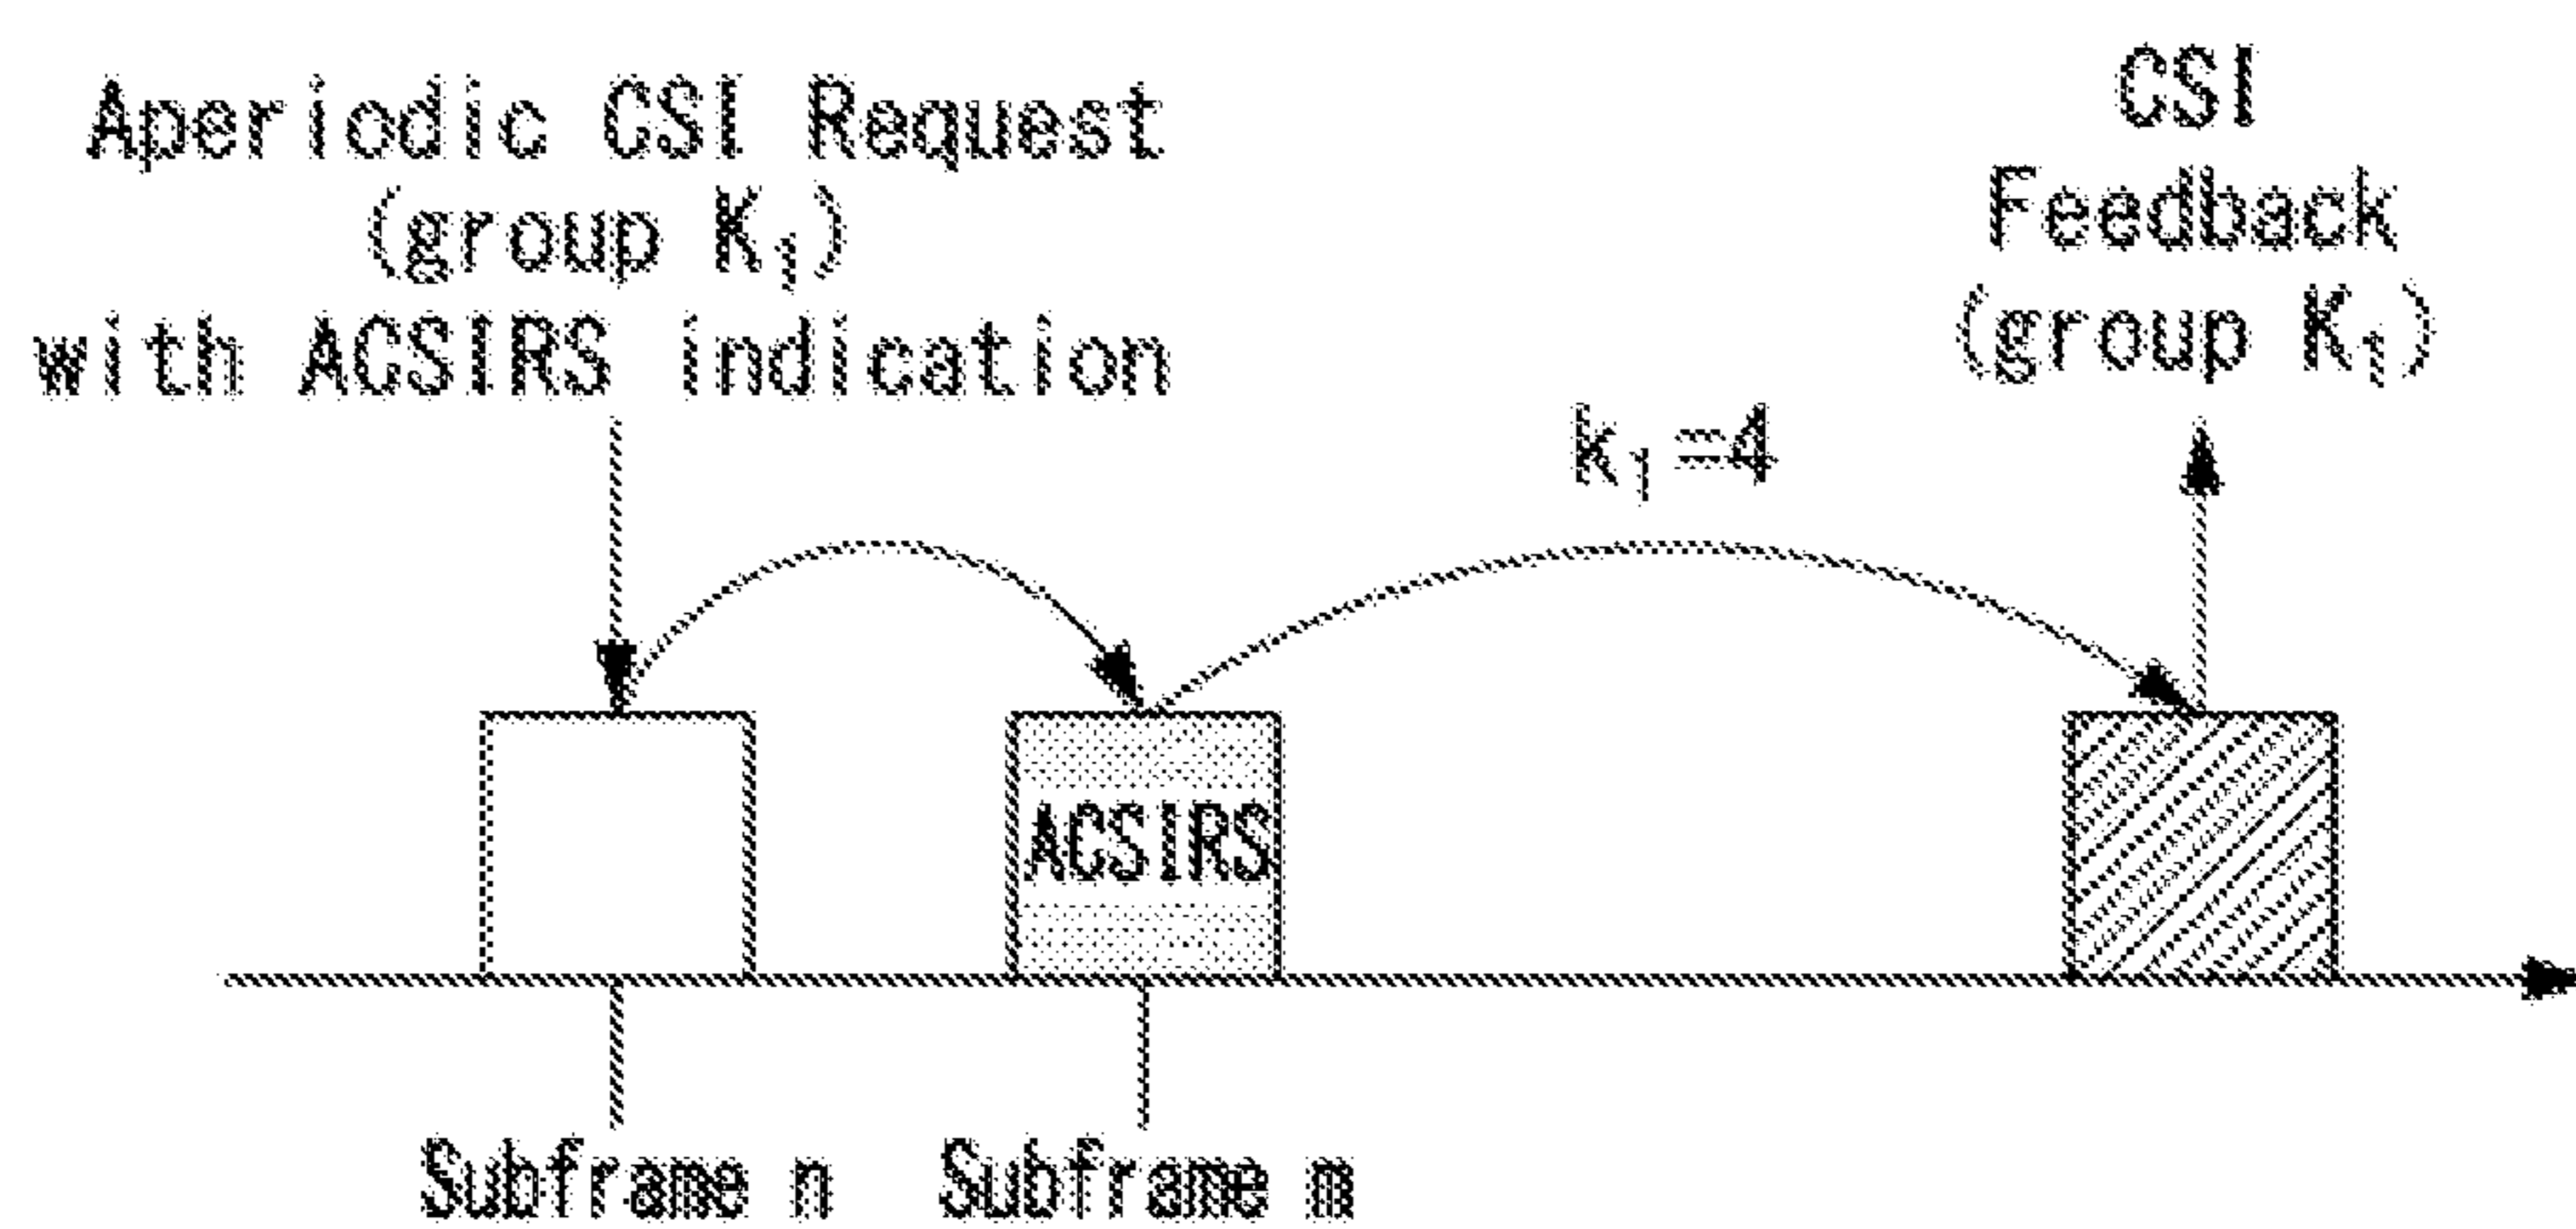 Aperiodic CSI Request
(group K₁)
with ACSIRS indication
CSI
Feedback
(group K₁)
k₁=4
ACSIRS
Subframe n
Subframe m